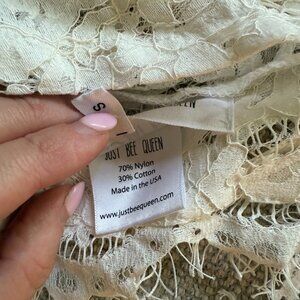 S
JUST BEE QUEEN
70% Nylon
30% Cotton
Made in the USA
www.justbeequeen.com